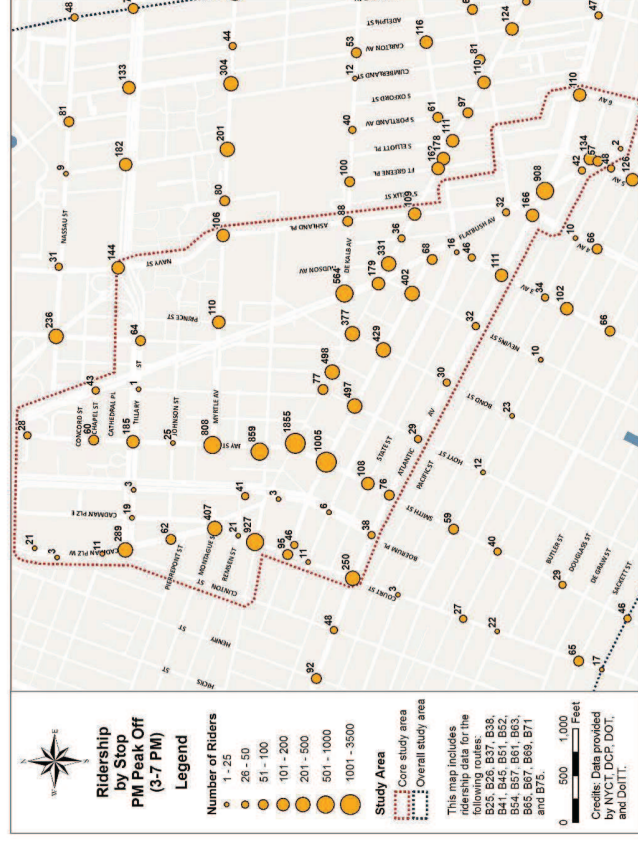 N
E
S
W
Ridership
by Stop
PM Peak Off
(3-7 PM)
Legend
Number of Riders
1 - 25
26 - 50
51 - 100
101 - 200
201 - 500
501 - 1000
1001 - 3500
Study Area
Core study area
Overall study area
This map includes
ridership data for the
following routes:
B25, B26, B37, B38,
B41, B45, B51, B52,
B54, B57, B61, B63,
B65, B67, B69, B71
and B75.
0 500 1,000
Feet
Credits: Data provided
by NYCT, DCP, DOT,
and DoITT.
HICKS
ST
HENRY
ST
CLINTON
ST
COURT ST
CADMAN PLZ W
CADMAN PLZ E
PIERREPONT ST
MONTAGUE ST
REMSEN ST
BOERUM PL
SMITH ST
HOYT ST
BOND ST
NEVINS ST
3 AV
4 AV
5 AV
6 AV
BUTLER ST
DOUGLASS ST
DE GRAW ST
SACKETT ST
STATE ST
ATLANTIC
AV
PACIFIC ST
CONCORD ST
CHAPEL ST
CATHEDRAL PL
TILLARY
ST
JOHNSON ST
JAY ST
MYRTLE AV
PRINCE ST
NAVY ST
NASSAU ST
HUDSON AV
DE KALB AV
ASHLAND PL
FLATBUSH AV
S FELIX ST
FT GREENE PL
S ELLIOTT PL
S PORTLAND AV
S OXFORD ST
CUMBERLAND ST
CARLTON AV
ADELPHI ST
48
7
44
304
133
81
9
182
201
80
106
31
144
236
64
110
43
1
28
60
185
25
808
859
1855
1005
21
3
11
289
19
3
62
407
21
41
3
927
95
46
11
6
250
38
108
76
29
497
77
498
377
429
564
179
331
402
36
68
16
46
111
32
30
88
109
32
166
908
100
40
12
53
116
6
124
47
81
110
97
61
111
178
162
110
134
57
48
42
2
126
10
66
34
102
66
10
23
12
59
40
29
3
27
22
48
92
65
17
46